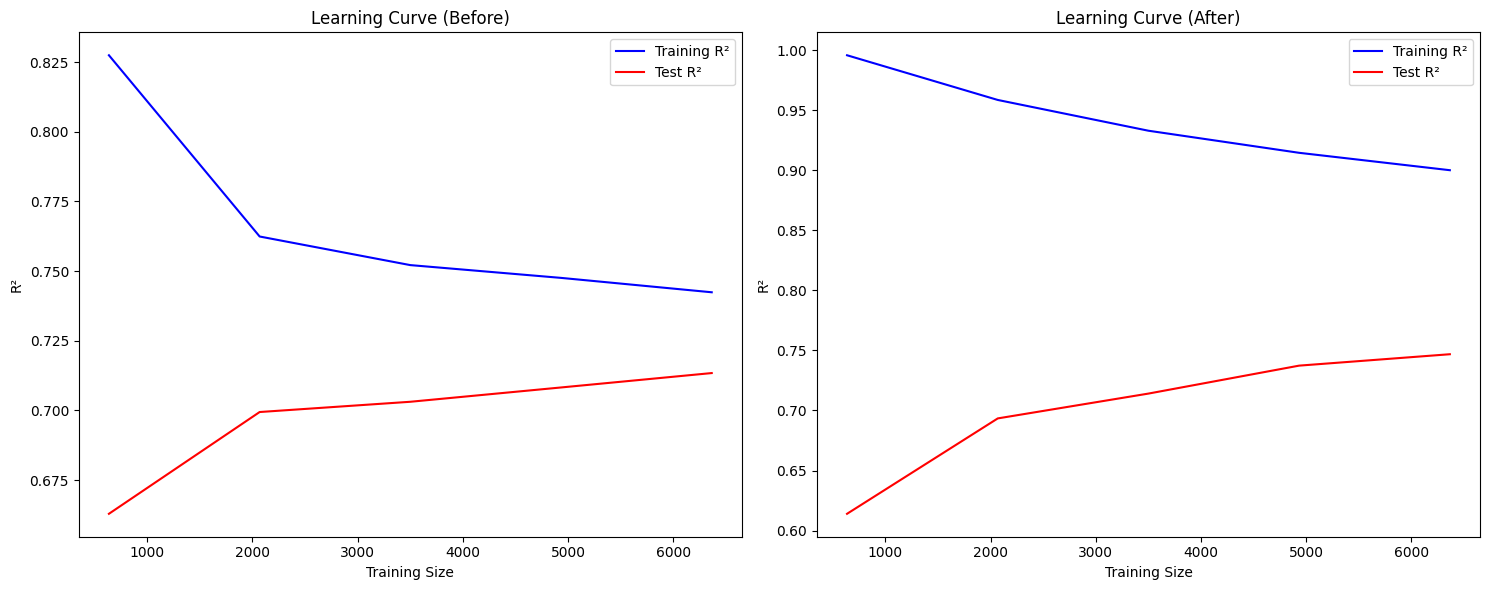 Learning Curve (Before)
Training R²
Test R²
0.825
0.800
0.775
0.750
0.725
0.700
0.675
R²
1000 2000 3000 4000 5000 6000
Training Size
Learning Curve (After)
Training R²
Test R²
1.00
0.95
0.90
0.85
0.80
0.75
0.70
0.65
0.60
R²
1000 2000 3000 4000 5000 6000
Training Size